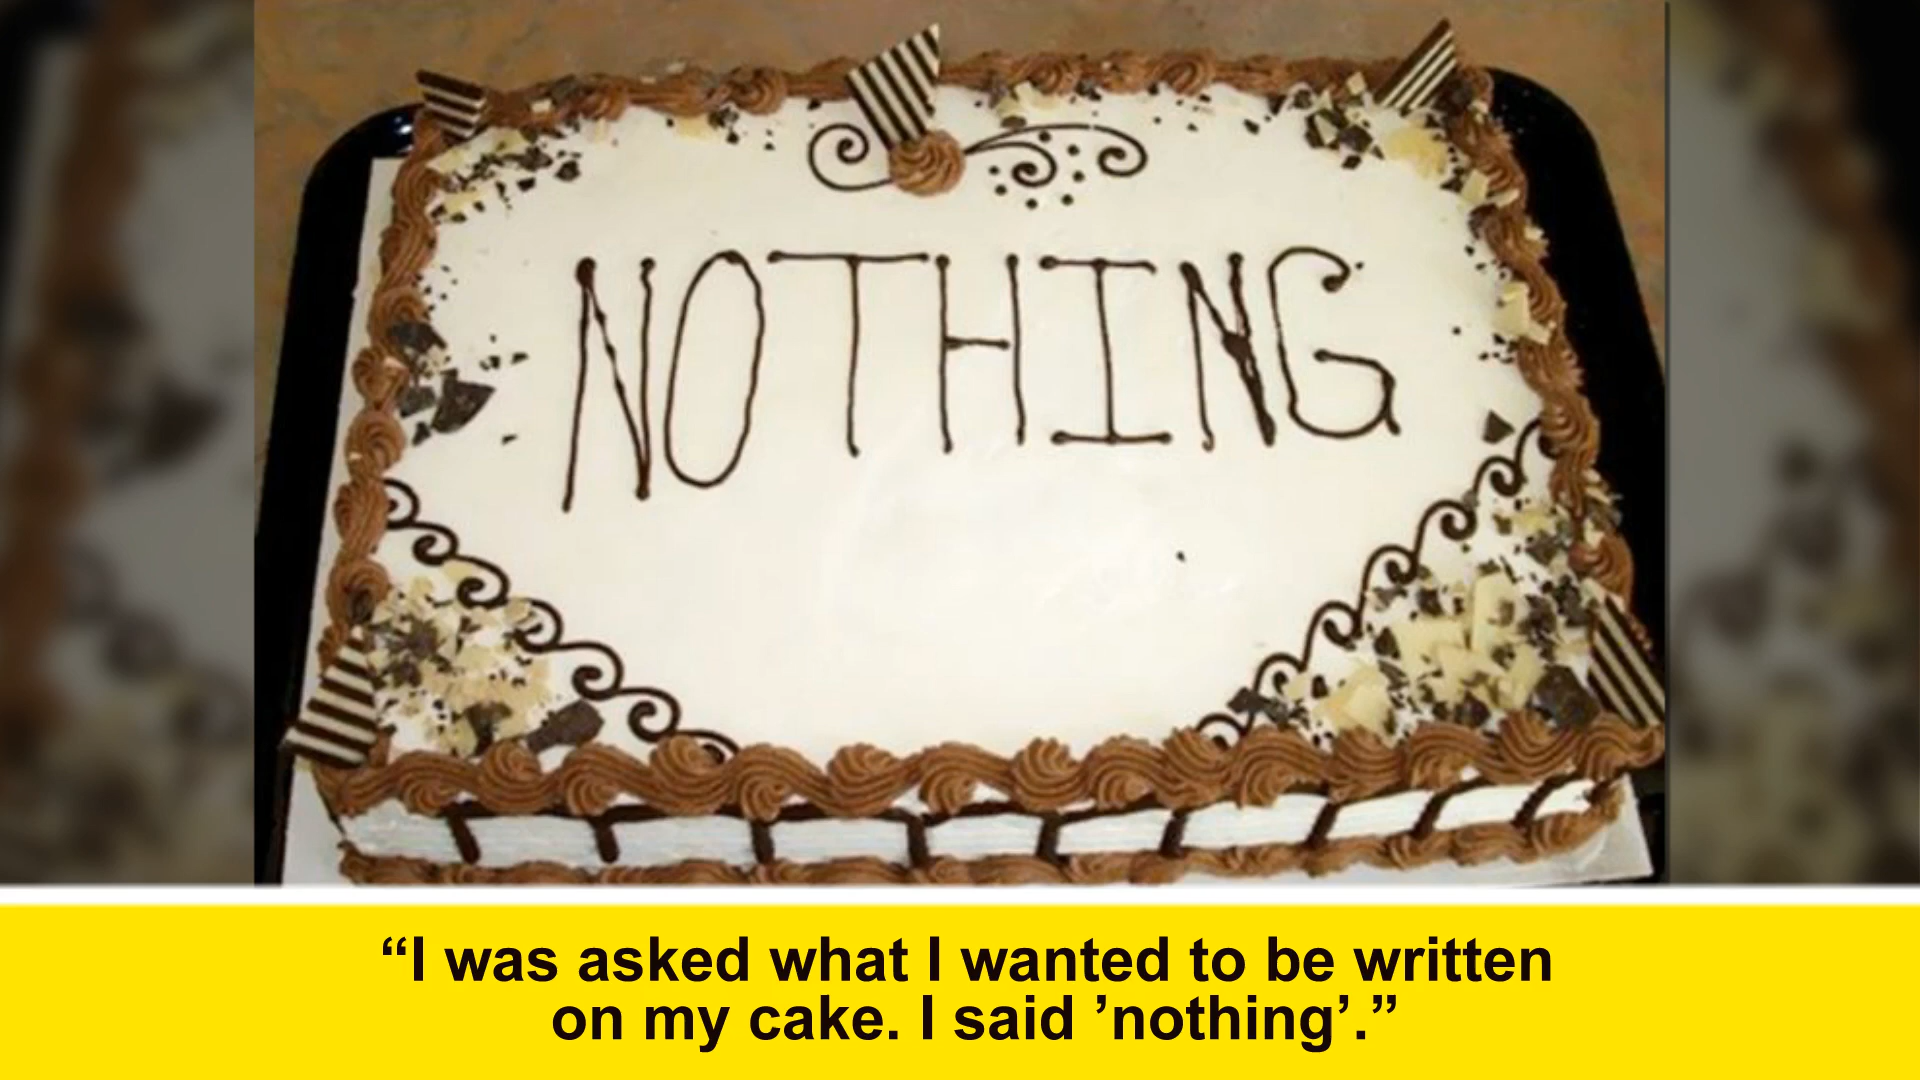 NOTHING
“I was asked what I wanted to be written
on my cake. I said ’nothing’.”